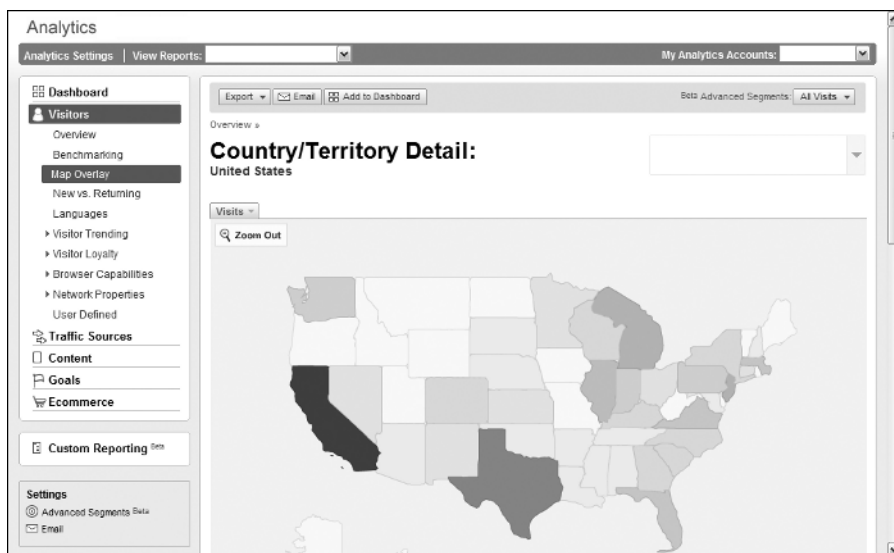 Analytics
Analytics Settings | View Reports:
My Analytics Accounts:
Dashboard
Visitors
Overview
Benchmarking
Map Overlay
New vs. Returning
Languages
Visitor Trending
Visitor Loyalty
Browser Capabilities
Network Properties
User Defined
Traffic Sources
Content
Goals
Ecommerce
Custom Reporting Beta
Settings
Advanced Segments Beta
Email
Export Email Add to Dashboard
Beta Advanced Segments: All Visits
Overview »
Country/Territory Detail:
United States
Visits
Zoom Out